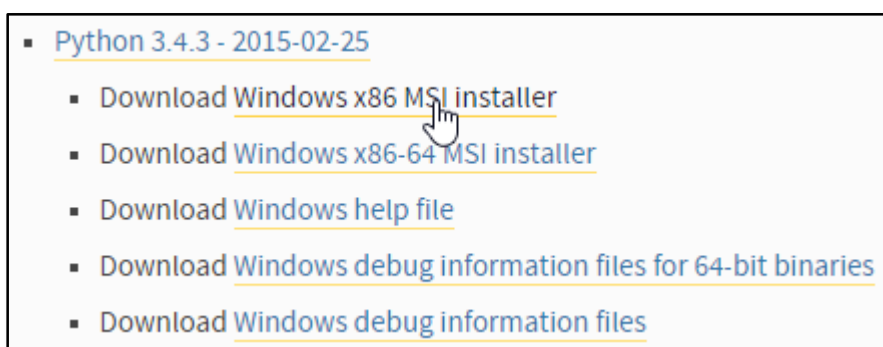 Python 3.4.3 - 2015-02-25
Download Windows x86 MSI installer
Download Windows x86-64 MSI installer
Download Windows help file
Download Windows debug information files for 64-bit binaries
Download Windows debug information files